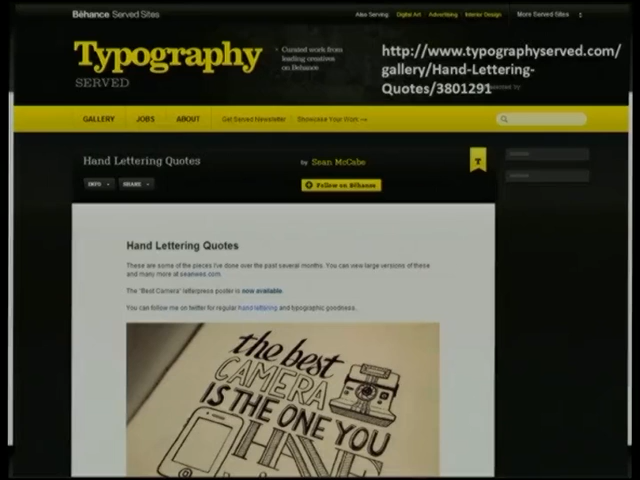 Bēhance Served Sites
Also Serving: Digital Art Advertising Interior Design More Served Sites
Typography
SERVED
Curated work from
leading creatives
on Behance
http://www.typographyserved.com/
gallery/Hand-Lettering-
Quotes/3801291
GALLERY JOBS ABOUT Get Served Newsletter Showcase Your Work →
Hand Lettering Quotes
by Sean McCabe
INFO SHARE
Follow on Bēhance
T
Hand Lettering Quotes
These are some of the pieces I've done over the past several months. You can view large versions of these
and many more at seanwes.com.
The "Best Camera" letterpress poster is now available.
You can follow me on twitter for regular hand-lettering and typographic goodness.
the best
CAMERA
IS THE ONE YOU
HAVE